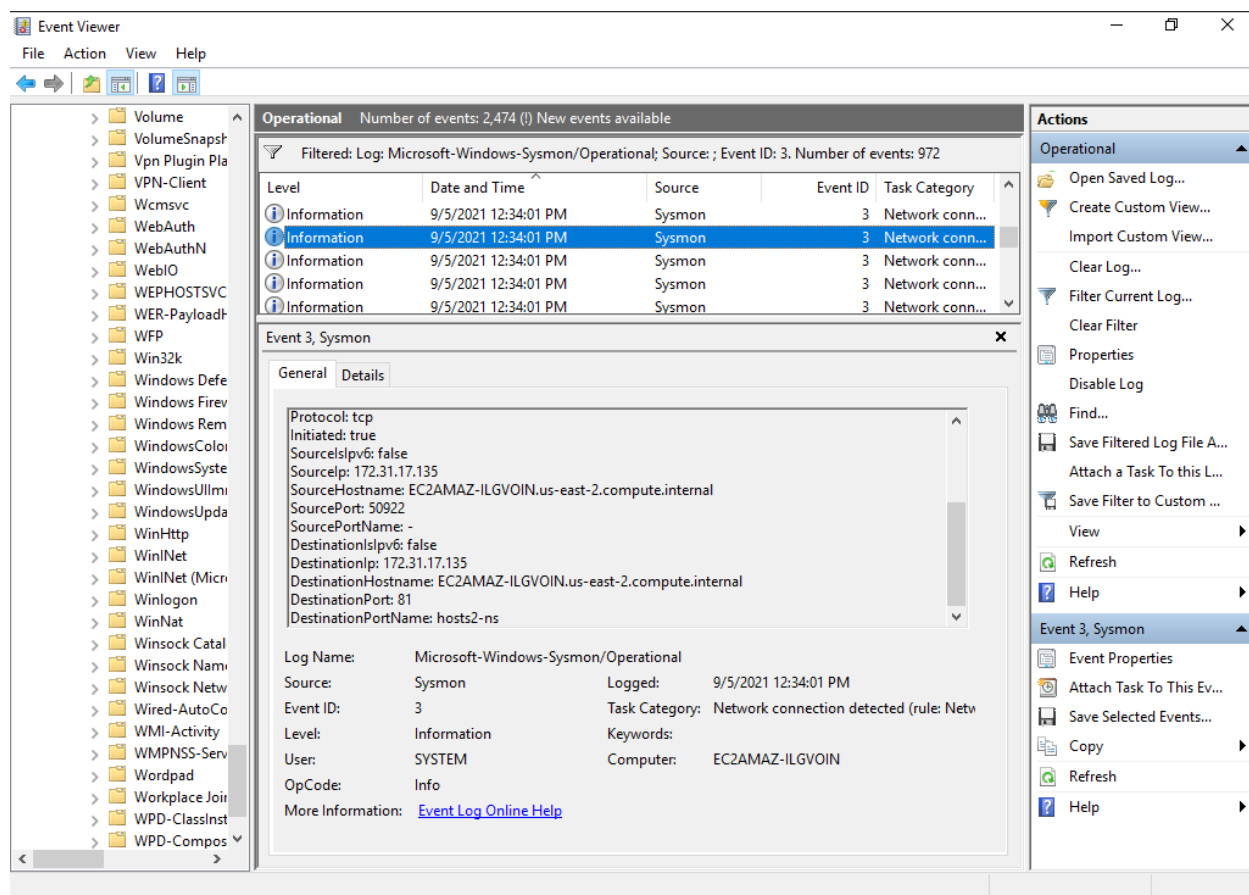 Event Viewer
File Action View Help
Volume
VolumeSnapsh
Vpn Plugin Pla
VPN-Client
Wcmsvc
WebAuth
WebAuthN
WebIO
WEPHOSTSVC
WER-PayloadH
WFP
Win32k
Windows Defe
Windows Firew
Windows Rem
WindowsColor
WindowsSyste
WindowsUIImm
WindowsUpda
WinHttp
WinINet
WinINet (Micro
Winlogon
WinNat
Winsock Catal
Winsock Name
Winsock Netw
Wired-AutoCo
WMI-Activity
WMPNSS-Serv
Wordpad
Workplace Join
WPD-ClassInst
WPD-Compos
Operational Number of events: 2,474 (!) New events available
Filtered: Log: Microsoft-Windows-Sysmon/Operational; Source: ; Event ID: 3. Number of events: 972
Level Date and Time Source Event ID Task Category
Information 9/5/2021 12:34:01 PM Sysmon 3 Network conn...
Information 9/5/2021 12:34:01 PM Sysmon 3 Network conn...
Information 9/5/2021 12:34:01 PM Sysmon 3 Network conn...
Information 9/5/2021 12:34:01 PM Sysmon 3 Network conn...
Information 9/5/2021 12:34:01 PM Sysmon 3 Network conn...
Event 3, Sysmon
General Details
Protocol: tcp
Initiated: true
SourceIsIpv6: false
SourceIp: 172.31.17.135
SourceHostname: EC2AMAZ-ILGVOIN.us-east-2.compute.internal
SourcePort: 50922
SourcePortName: -
DestinationIsIpv6: false
DestinationIp: 172.31.17.135
DestinationHostname: EC2AMAZ-ILGVOIN.us-east-2.compute.internal
DestinationPort: 81
DestinationPortName: hosts2-ns
Log Name: Microsoft-Windows-Sysmon/Operational
Source: Sysmon Logged: 9/5/2021 12:34:01 PM
Event ID: 3 Task Category: Network connection detected (rule: Netw
Level: Information Keywords:
User: SYSTEM Computer: EC2AMAZ-ILGVOIN
OpCode: Info
More Information: Event Log Online Help
Actions
Operational
Open Saved Log...
Create Custom View...
Import Custom View...
Clear Log...
Filter Current Log...
Clear Filter
Properties
Disable Log
Find...
Save Filtered Log File A...
Attach a Task To this L...
Save Filter to Custom ...
View
Refresh
Help
Event 3, Sysmon
Event Properties
Attach Task To This Ev...
Save Selected Events...
Copy
Refresh
Help